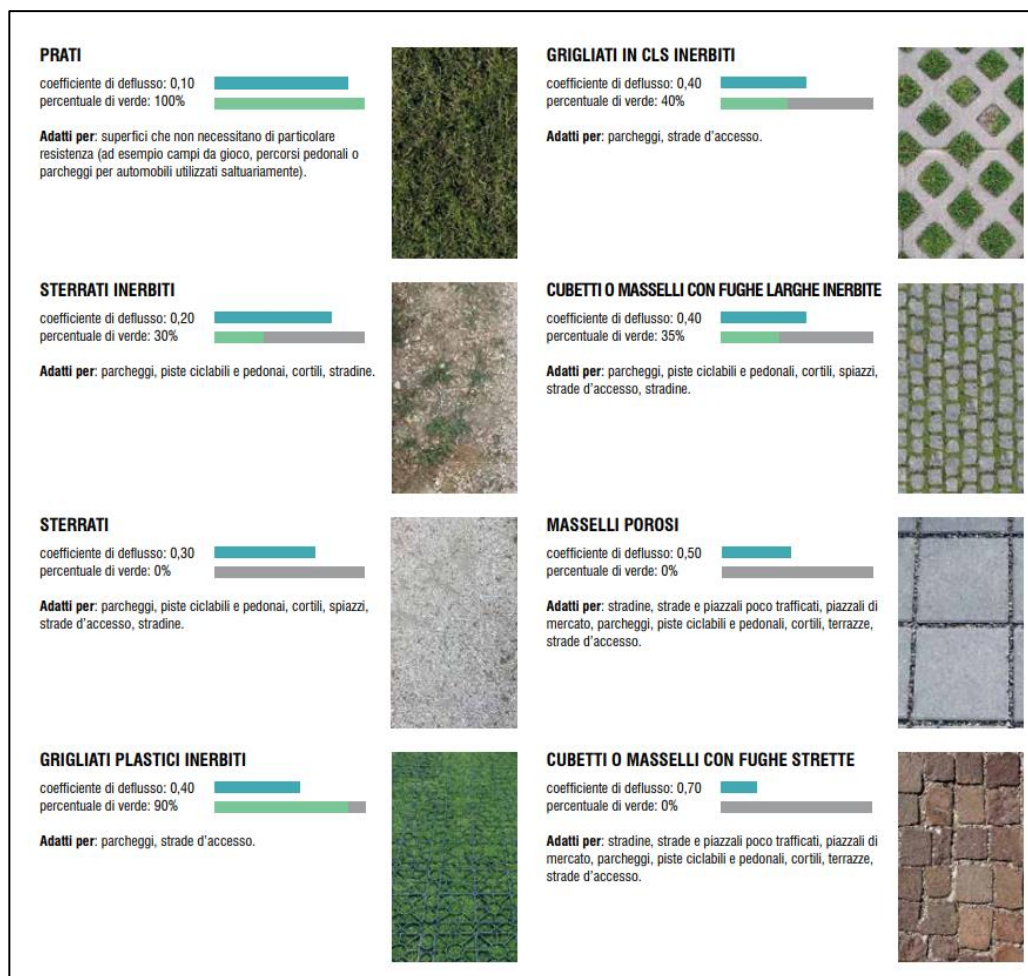 PRATI
coefficiente di deflusso: 0,10
percentuale di verde: 100%
Adatti per: superfici che non necessitano di particolare
resistenza (ad esempio campi da gioco, percorsi pedonali o
parcheggi per automobili utilizzati saltuariamente).
STERRATI INERBITI
coefficiente di deflusso: 0,20
percentuale di verde: 30%
Adatti per: parcheggi, piste ciclabili e pedonai, cortili, stradine.
STERRATI
coefficiente di deflusso: 0,30
percentuale di verde: 0%
Adatti per: parcheggi, piste ciclabili e pedonai, cortili, spiazzi,
strade d'accesso, stradine.
GRIGLIATI PLASTICI INERBITI
coefficiente di deflusso: 0,40
percentuale di verde: 90%
Adatti per: parcheggi, strade d'accesso.
GRIGLIATI IN CLS INERBITI
coefficiente di deflusso: 0,40
percentuale di verde: 40%
Adatti per: parcheggi, strade d'accesso.
CUBETTI O MASSELLI CON FUGHE LARGHE INERBITE
coefficiente di deflusso: 0,40
percentuale di verde: 35%
Adatti per: parcheggi, piste ciclabili e pedonali, cortili, spiazzi,
strade d'accesso, stradine.
MASSELLI POROSI
coefficiente di deflusso: 0,50
percentuale di verde: 0%
Adatti per: stradine, strade e piazzali poco trafficati, piazzali di
mercato, parcheggi, piste ciclabili e pedonali, cortili, terrazze,
strade d'accesso.
CUBETTI O MASSELLI CON FUGHE STRETTE
coefficiente di deflusso: 0,70
percentuale di verde: 0%
Adatti per: stradine, strade e piazzali poco trafficati, piazzali di
mercato, parcheggi, piste ciclabili e pedonali, cortili, terrazze,
strade d'accesso.